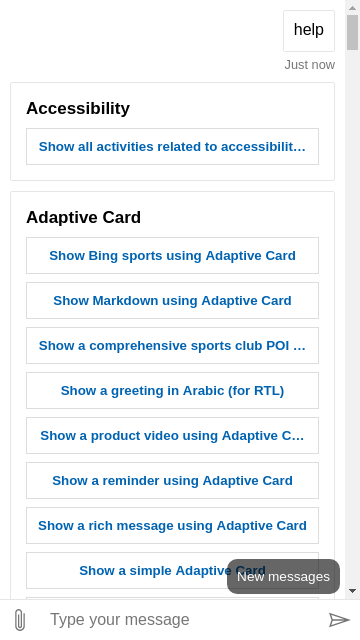 help
Just now
Accessibility
Show all activities related to accessibilit…
Adaptive Card
Show Bing sports using Adaptive Card
Show Markdown using Adaptive Card
Show a comprehensive sports club POI …
Show a greeting in Arabic (for RTL)
Show a product video using Adaptive C…
Show a reminder using Adaptive Card
Show a rich message using Adaptive Card
Show a simple Adaptive Card
New messages
Type your message